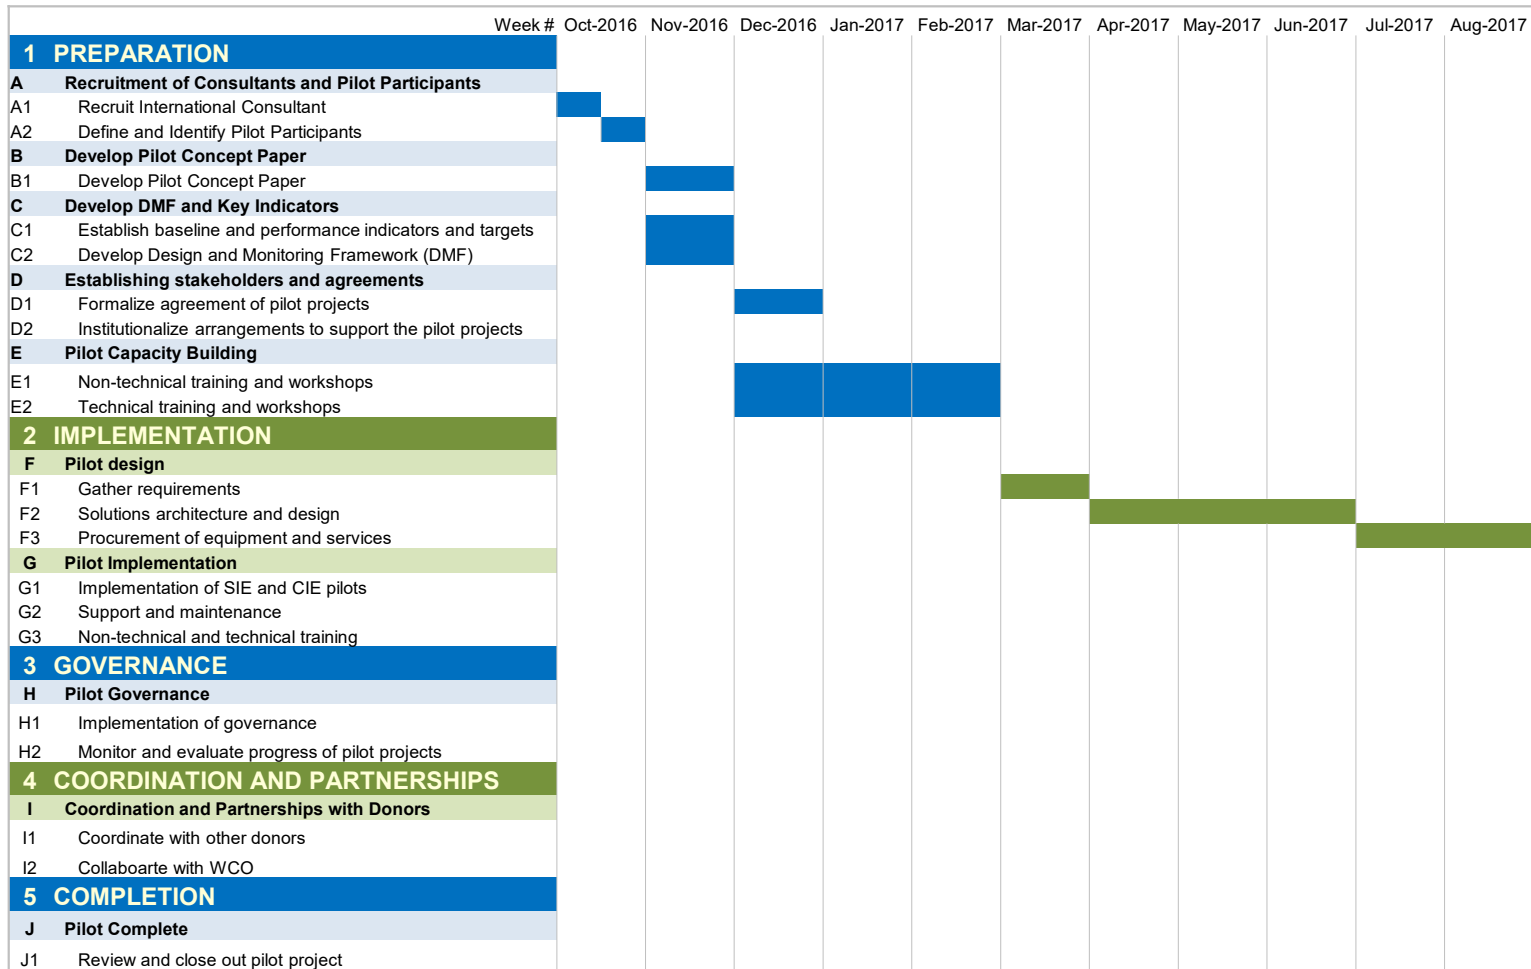 Week # Oct-2016 Nov-2016 Dec-2016 Jan-2017 Feb-2017 Mar-2017 Apr-2017 May-2017 Jun-2017 Jul-2017 Aug-2017
1 PREPARATION
A Recruitment of Consultants and Pilot Participants
A1 Recruit International Consultant
A2 Define and Identify Pilot Participants
B Develop Pilot Concept Paper
B1 Develop Pilot Concept Paper
C Develop DMF and Key Indicators
C1 Establish baseline and performance indicators and targets
C2 Develop Design and Monitoring Framework (DMF)
D Establishing stakeholders and agreements
D1 Formalize agreement of pilot projects
D2 Institutionalize arrangements to support the pilot projects
E Pilot Capacity Building
E1 Non-technical training and workshops
E2 Technical training and workshops
2 IMPLEMENTATION
F Pilot design
F1 Gather requirements
F2 Solutions architecture and design
F3 Procurement of equipment and services
G Pilot Implementation
G1 Implementation of SIE and CIE pilots
G2 Support and maintenance
G3 Non-technical and technical training
3 GOVERNANCE
H Pilot Governance
H1 Implementation of governance
H2 Monitor and evaluate progress of pilot projects
4 COORDINATION AND PARTNERSHIPS
I Coordination and Partnerships with Donors
I1 Coordinate with other donors
I2 Collaboarte with WCO
5 COMPLETION
J Pilot Complete
J1 Review and close out pilot project